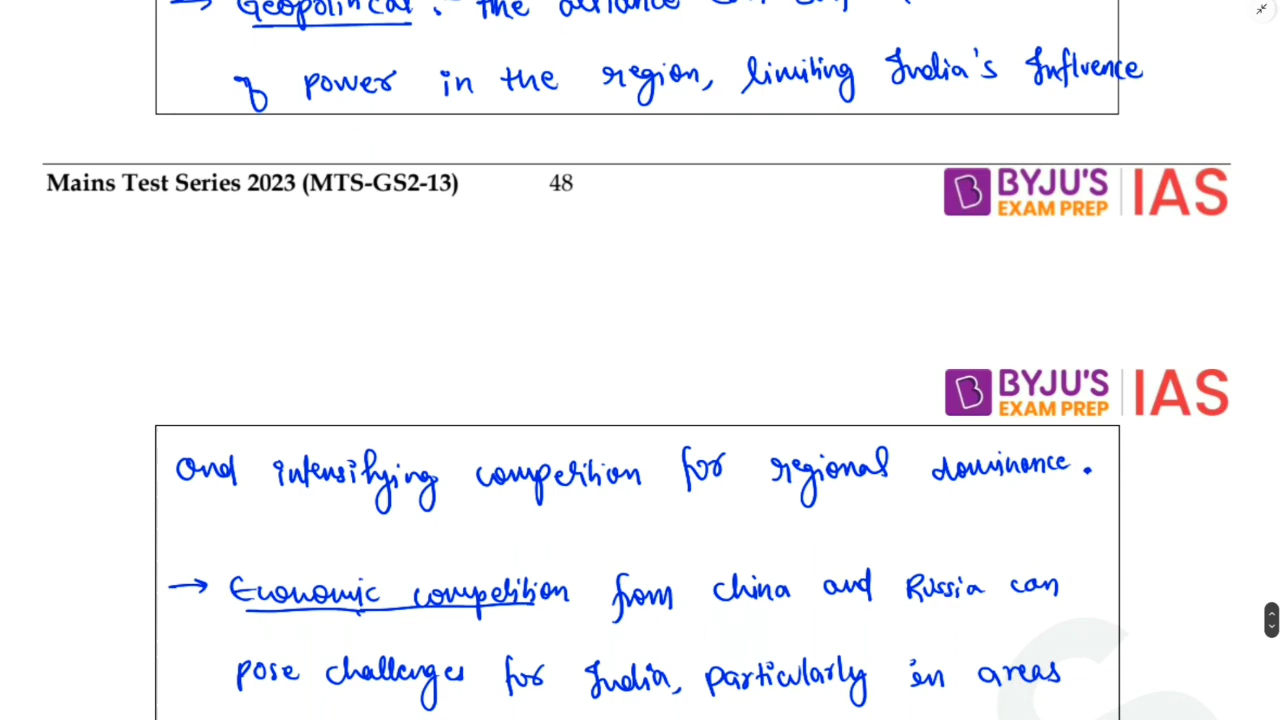 → Geopolitical : the alliance can
of power in the region, limiting India's Influence
Mains Test Series 2023 (MTS-GS2-13) 48 BYJU'S EXAM PREP | IAS
BYJU'S EXAM PREP | IAS
and intensifying competition for regional dominance.
→ Economic competition from china and Russia can
pose challenges for India, particularly in areas